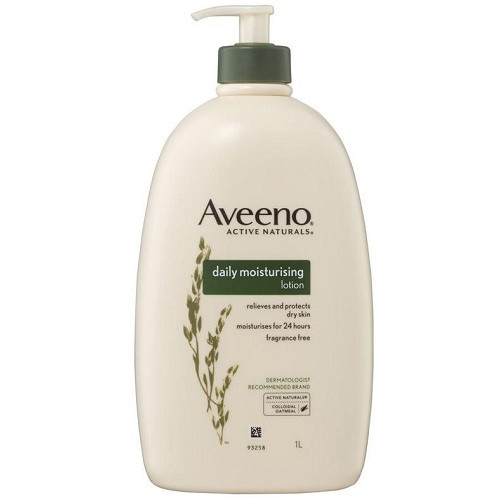 Aveeno®
ACTIVE NATURALS®
daily moisturising
lotion
relieves and protects
dry skin
moisturises for 24 hours
fragrance free
DERMATOLOGIST
RECOMMENDED BRAND
ACTIVE NATURALS®
COLLOIDAL
OATMEAL
93258
1L